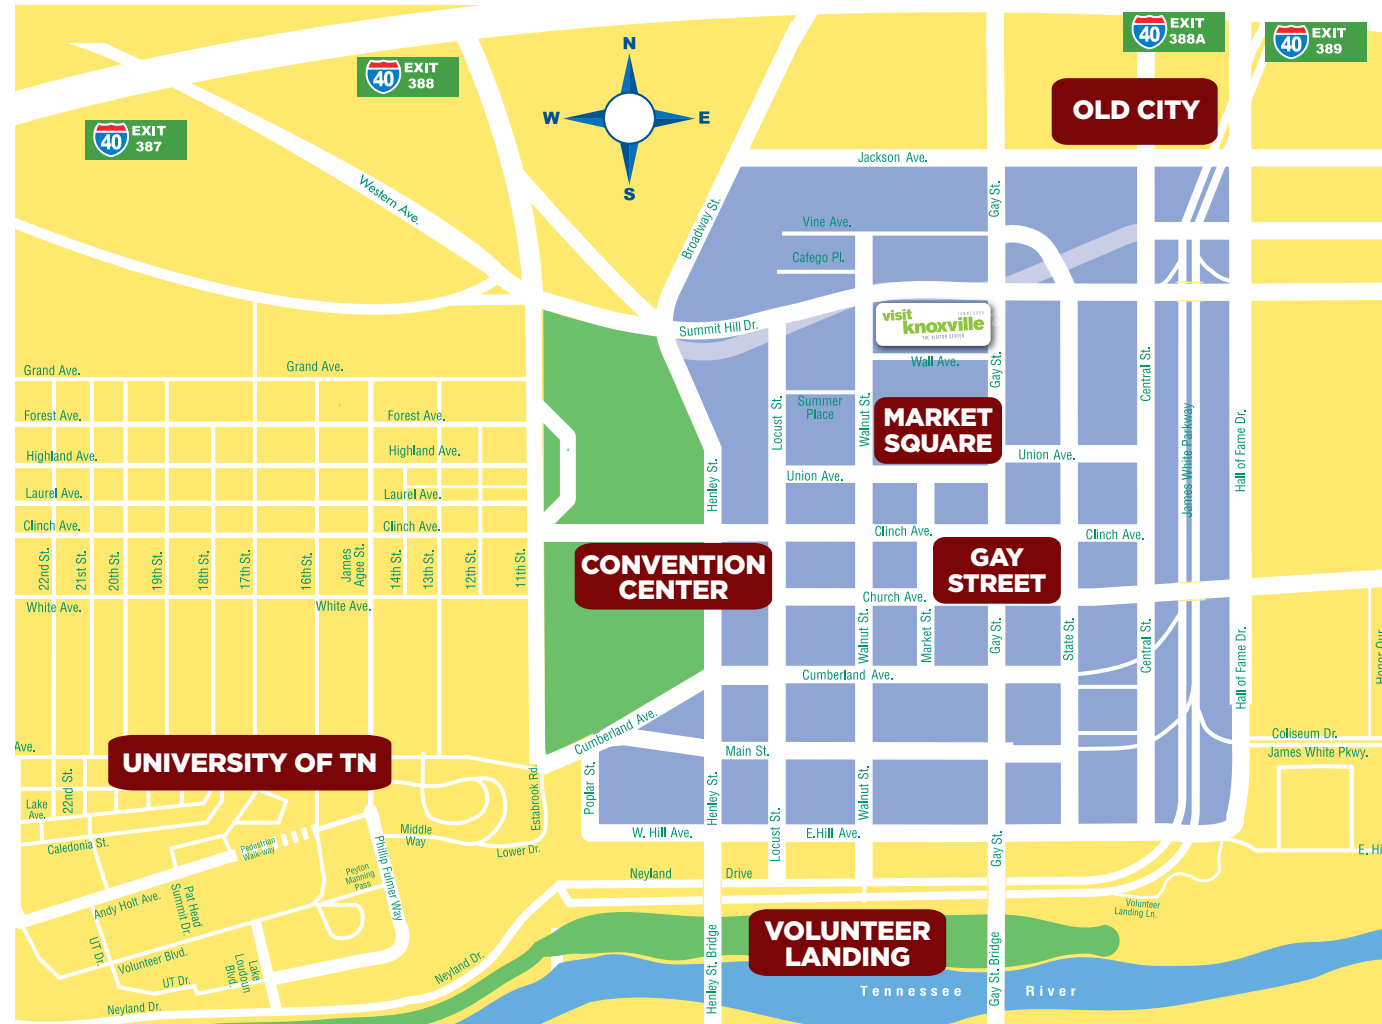 40 EXIT 388A
40 EXIT 389
N
40 EXIT 388
W
E
S
40 EXIT 387
OLD CITY
Jackson Ave.
Western Ave.
Broadway St.
Gay St.
Vine Ave.
Cafego Pl.
Summit Hill Dr.
visit
TENNESSEE
knoxville
THE VISITOR CENTER
Wall Ave.
Gay St.
Central St.
Grand Ave.
Grand Ave.
Forest Ave.
Forest Ave.
Summer
Place
Locust St.
Walnut St.
MARKET
SQUARE
James White Parkway
Hall of Fame Dr.
Highland Ave.
Highland Ave.
Union Ave.
Union Ave.
Henley St.
Laurel Ave.
Laurel Ave.
Clinch Ave.
Clinch Ave.
Clinch Ave.
Clinch Ave.
22nd St.
21st St.
20th St.
19th St.
18th St.
17th St.
16th St.
James
Agee St.
14th St.
13th St.
12th St.
11th St.
CONVENTION
CENTER
GAY
STREET
White Ave.
White Ave.
Church Ave.
Walnut St.
Market St.
Gay St.
State St.
Central St.
Hall of Fame Dr.
Honor Our
Cumberland Ave.
Cumberland Ave.
Ave.
UNIVERSITY OF TN
Main St.
Coliseum Dr.
James White Pkwy.
22nd St.
Lake
Ave.
Estabrook Rd.
Poplar St.
Henley St.
Locust St.
Walnut St.
Caledonia St.
Pedestrian
Walk-way
Middle
Way
Lower Dr.
W. Hill Ave.
E.Hill Ave.
Gay St.
E. Hi
Phillip Fulmer Way
Peyton
Manning
Pass
Neyland Drive
Andy Holt Ave.
Pat Head
Summit Dr.
Volunteer
Landing Ln.
UT Dr.
Volunteer Blvd.
UT Dr.
Lake
Loudoun
Blvd.
Neyland Dr.
Neyland Dr.
VOLUNTEER
LANDING
Henley St. Bridge
Gay St. Bridge
Tennessee River